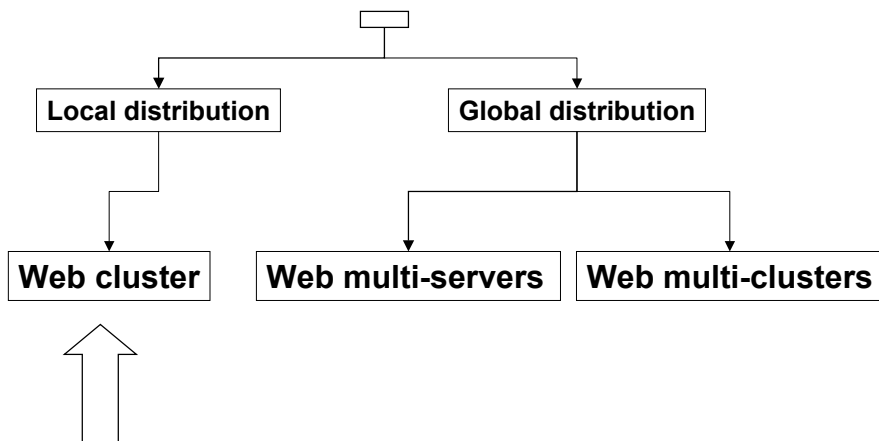 Local distribution
Global distribution
Web cluster
Web multi-servers
Web multi-clusters